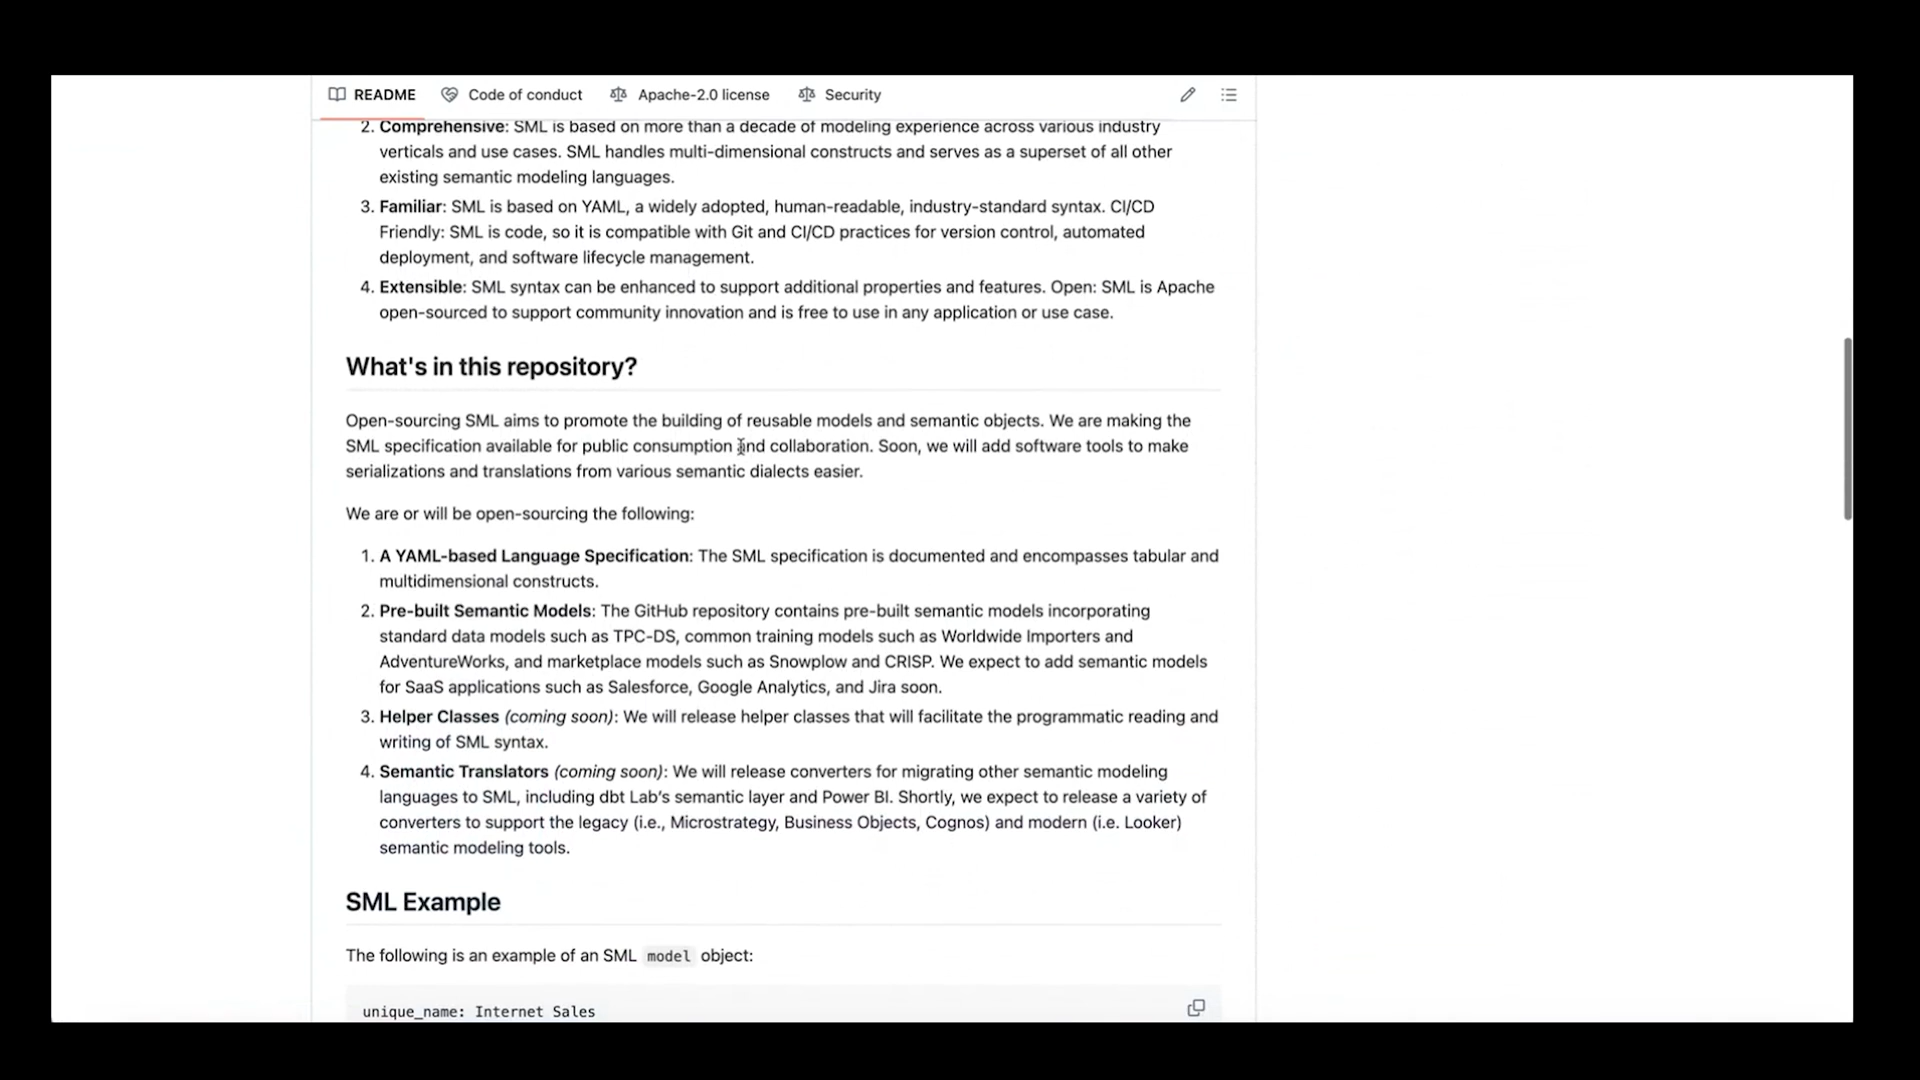 README Code of conduct Apache-2.0 license Security
2. Comprehensive: SML is based on more than a decade of modeling experience across various industry
verticals and use cases. SML handles multi-dimensional constructs and serves as a superset of all other
existing semantic modeling languages.
3. Familiar: SML is based on YAML, a widely adopted, human-readable, industry-standard syntax. CI/CD
Friendly: SML is code, so it is compatible with Git and CI/CD practices for version control, automated
deployment, and software lifecycle management.
4. Extensible: SML syntax can be enhanced to support additional properties and features. Open: SML is Apache
open-sourced to support community innovation and is free to use in any application or use case.
What's in this repository?
Open-sourcing SML aims to promote the building of reusable models and semantic objects. We are making the
SML specification available for public consumption and collaboration. Soon, we will add software tools to make
serializations and translations from various semantic dialects easier.
We are or will be open-sourcing the following:
1. A YAML-based Language Specification: The SML specification is documented and encompasses tabular and
multidimensional constructs.
2. Pre-built Semantic Models: The GitHub repository contains pre-built semantic models incorporating
standard data models such as TPC-DS, common training models such as Worldwide Importers and
AdventureWorks, and marketplace models such as Snowplow and CRISP. We expect to add semantic models
for SaaS applications such as Salesforce, Google Analytics, and Jira soon.
3. Helper Classes (coming soon): We will release helper classes that will facilitate the programmatic reading and
writing of SML syntax.
4. Semantic Translators (coming soon): We will release converters for migrating other semantic modeling
languages to SML, including dbt Lab's semantic layer and Power BI. Shortly, we expect to release a variety of
converters to support the legacy (i.e., Microstrategy, Business Objects, Cognos) and modern (i.e. Looker)
semantic modeling tools.
SML Example
The following is an example of an SML model object:
unique_name: Internet Sales